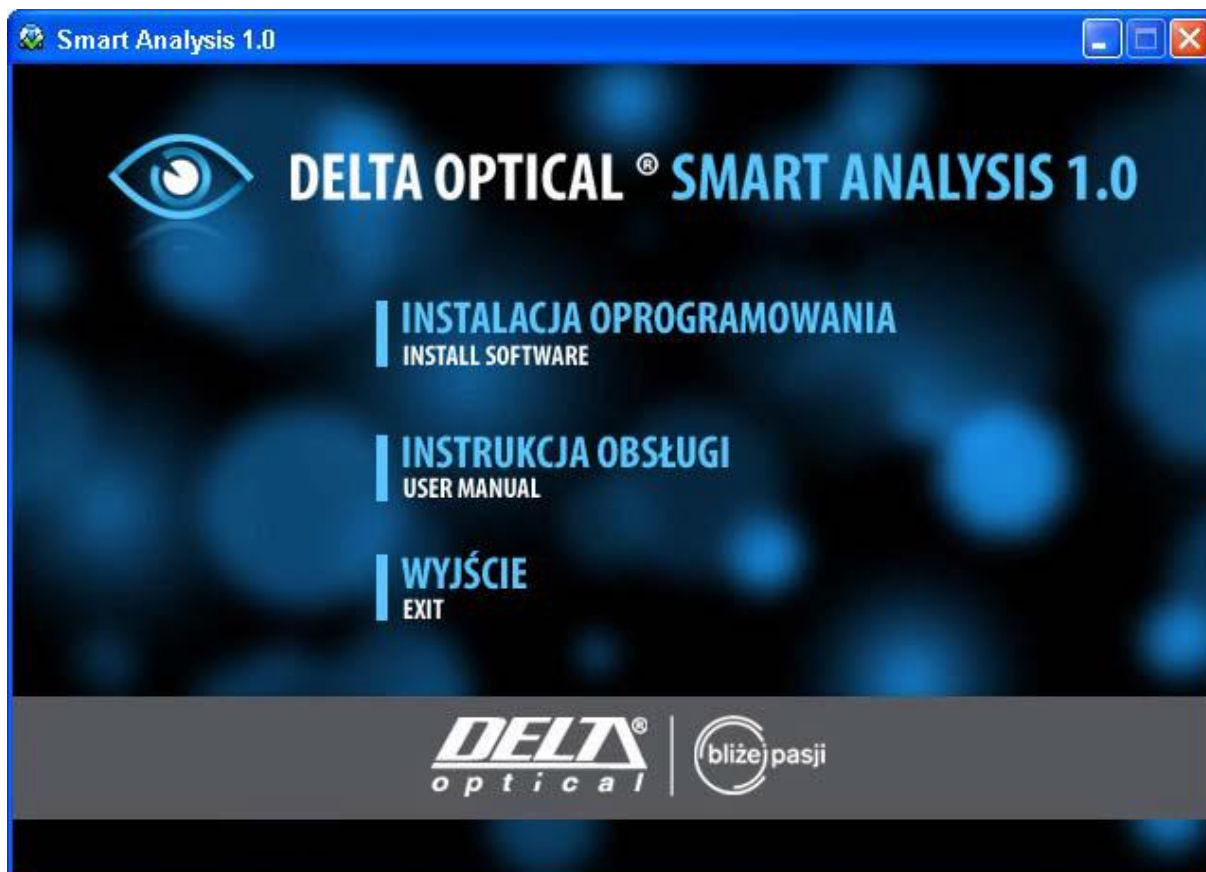 Smart Analysis 1.0
DELTA OPTICAL ® SMART ANALYSIS 1.0
INSTALACJA OPROGRAMOWANIA
INSTALL SOFTWARE
INSTRUKCJA OBSŁUGI
USER MANUAL
WYJŚCIE
EXIT
DELTA®
optical
bliżej pasji